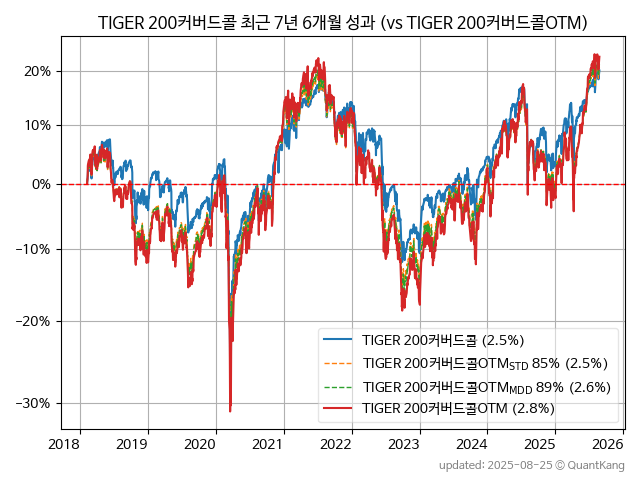 TIGER 200커버드콜 최근 7년 6개월 성과 (vs TIGER 200커버드콜OTM)
20%
10%
0%
−10%
−20%
−30%
TIGER 200커버드콜 (2.5%)
TIGER 200커버드콜OTMSTD 85% (2.5%)
TIGER 200커버드콜OTMMDD 89% (2.6%)
TIGER 200커버드콜OTM (2.8%)
2018 2019 2020 2021 2022 2023 2024 2025 2026
updated: 2025-08-25 © QuantKang